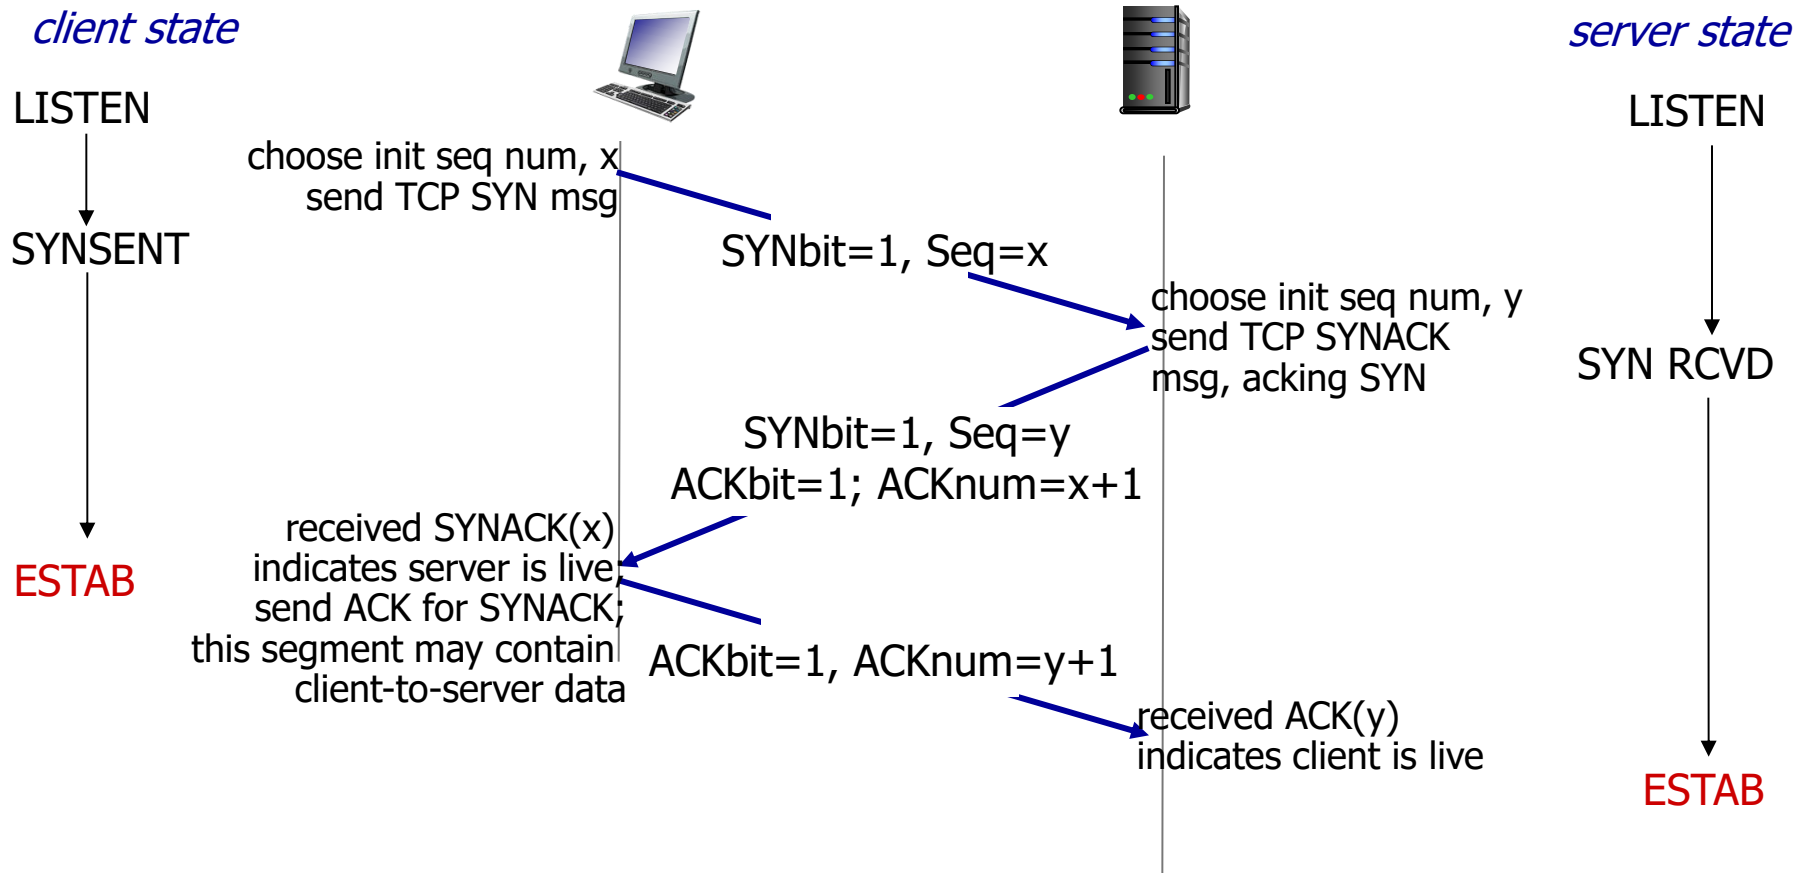 client state
server state
LISTEN
LISTEN
choose init seq num, x
send TCP SYN msg
SYNSENT
SYNbit=1, Seq=x
choose init seq num, y
send TCP SYNACK
msg, acking SYN
SYN RCVD
SYNbit=1, Seq=y
ACKbit=1; ACKnum=x+1
received SYNACK(x)
indicates server is live;
send ACK for SYNACK;
this segment may contain
client-to-server data
ESTAB
ACKbit=1, ACKnum=y+1
received ACK(y)
indicates client is live
ESTAB